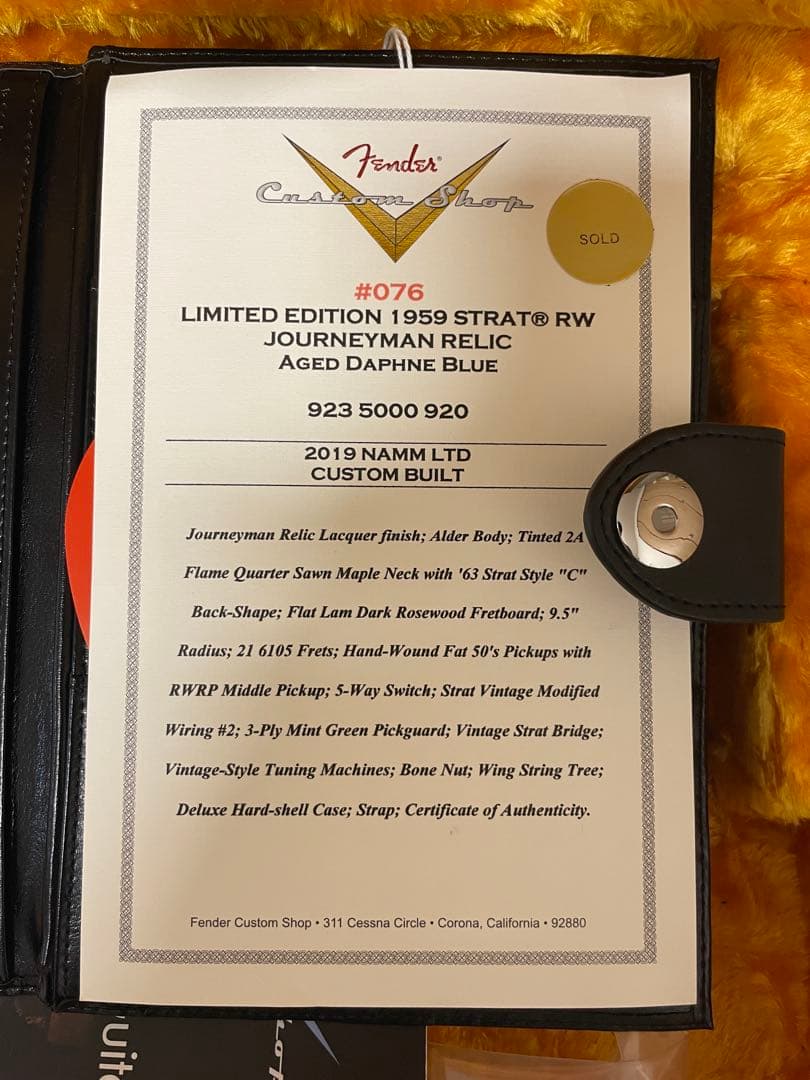 Fender®
Custom Shop
SOLD
#076
LIMITED EDITION 1959 STRAT® RW
JOURNEYMAN RELIC
AGED DAPHNE BLUE
923 5000 920
2019 NAMM LTD
CUSTOM BUILT
Journeyman Relic Lacquer finish; Alder Body; Tinted 2A
Flame Quarter Sawn Maple Neck with '63 Strat Style "C"
Back-Shape; Flat Lam Dark Rosewood Fretboard; 9.5"
Radius; 21 6105 Frets; Hand-Wound Fat 50's Pickups with
RWRP Middle Pickup; 5-Way Switch; Strat Vintage Modified
Wiring #2; 3-Ply Mint Green Pickguard; Vintage Strat Bridge;
Vintage-Style Tuning Machines; Bone Nut; Wing String Tree;
Deluxe Hard-shell Case; Strap; Certificate of Authenticity.
Fender Custom Shop • 311 Cessna Circle • Corona, California • 92880